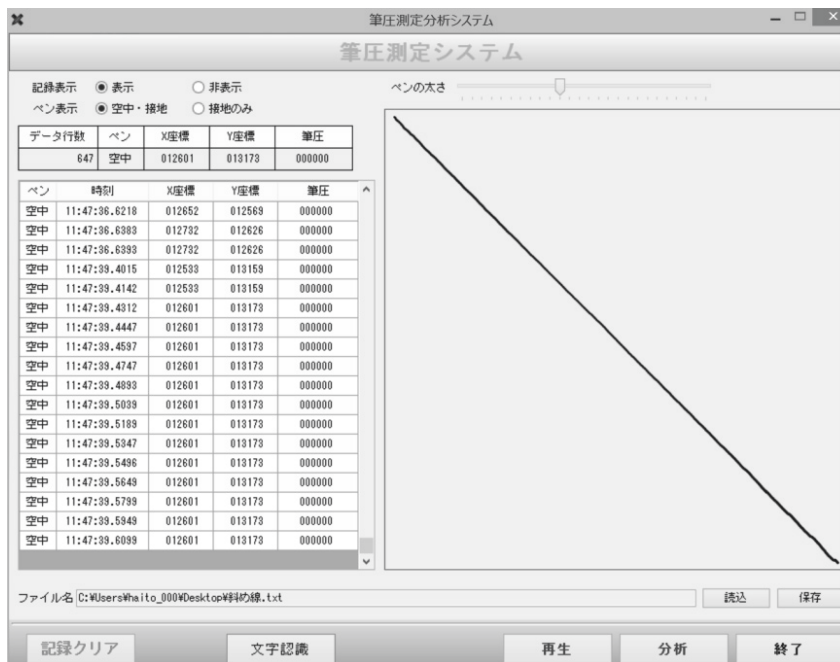 筆圧測定分析システム
筆圧測定システム
記録表示 表示 非表示
ペンの太さ
ペン表示 空中・接地 接地のみ
データ行数 ペン X座標 Y座標 筆圧
647 空中 012601 013173 000000
ペン 時刻 X座標 Y座標 筆圧
空中 11:47:36.6218 012652 012569 000000
空中 11:47:36.6383 012732 012626 000000
空中 11:47:36.6393 012732 012626 000000
空中 11:47:39.4015 012533 013159 000000
空中 11:47:39.4142 012533 013159 000000
空中 11:47:39.4312 012601 013173 000000
空中 11:47:39.4447 012601 013173 000000
空中 11:47:39.4597 012601 013173 000000
空中 11:47:39.4747 012601 013173 000000
空中 11:47:39.4893 012601 013173 000000
空中 11:47:39.5039 012601 013173 000000
空中 11:47:39.5189 012601 013173 000000
空中 11:47:39.5347 012601 013173 000000
空中 11:47:39.5496 012601 013173 000000
空中 11:47:39.5649 012601 013173 000000
空中 11:47:39.5799 012601 013173 000000
空中 11:47:39.5949 012601 013173 000000
空中 11:47:39.6099 012601 013173 000000
ファイル名 C:¥Users¥haito_000¥Desktop¥斜め線.txt 読込 保存
記録クリア 文字認識 再生 分析 終了